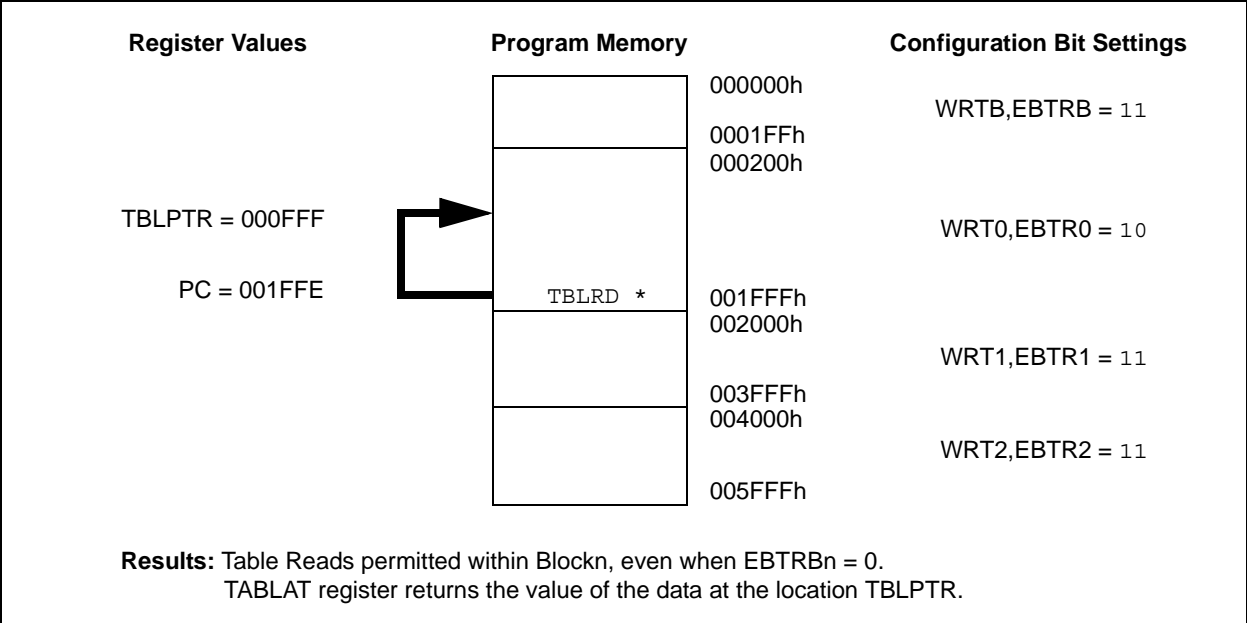 Register Values Program Memory Configuration Bit Settings
000000h
WRTB,EBTRB = 11
0001FFh
000200h
TBLPTR = 000FFF
WRT0,EBTR0 = 10
PC = 001FFE
TBLRD *
001FFFh
002000h
WRT1,EBTR1 = 11
003FFFh
004000h
WRT2,EBTR2 = 11
005FFFh
Results: Table Reads permitted within Blockn, even when EBTRBn = 0.
TABLAT register returns the value of the data at the location TBLPTR.